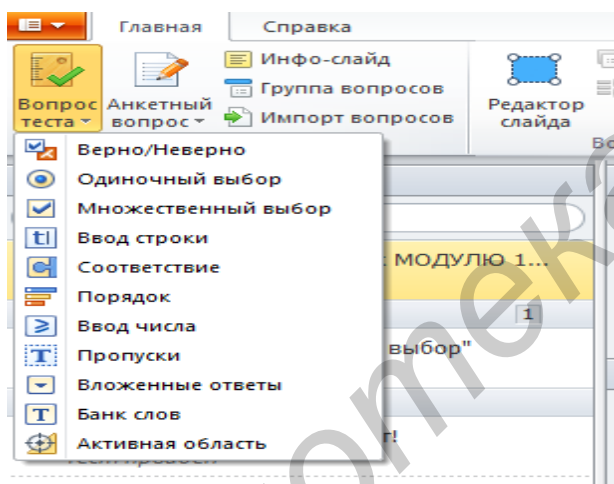 Главная Справка
Инфо-слайд
Группа вопросов
Импорт вопросов
Вопрос теста
Анкетный вопрос
Редактор слайда
Верно/Неверно
Одиночный выбор
Множественный выбор
Ввод строки
Соответствие
МОДУЛЮ 1...
Порядок
1
Ввод числа
выбор"
Пропуски
Вложенные ответы
Банк слов
Активная область